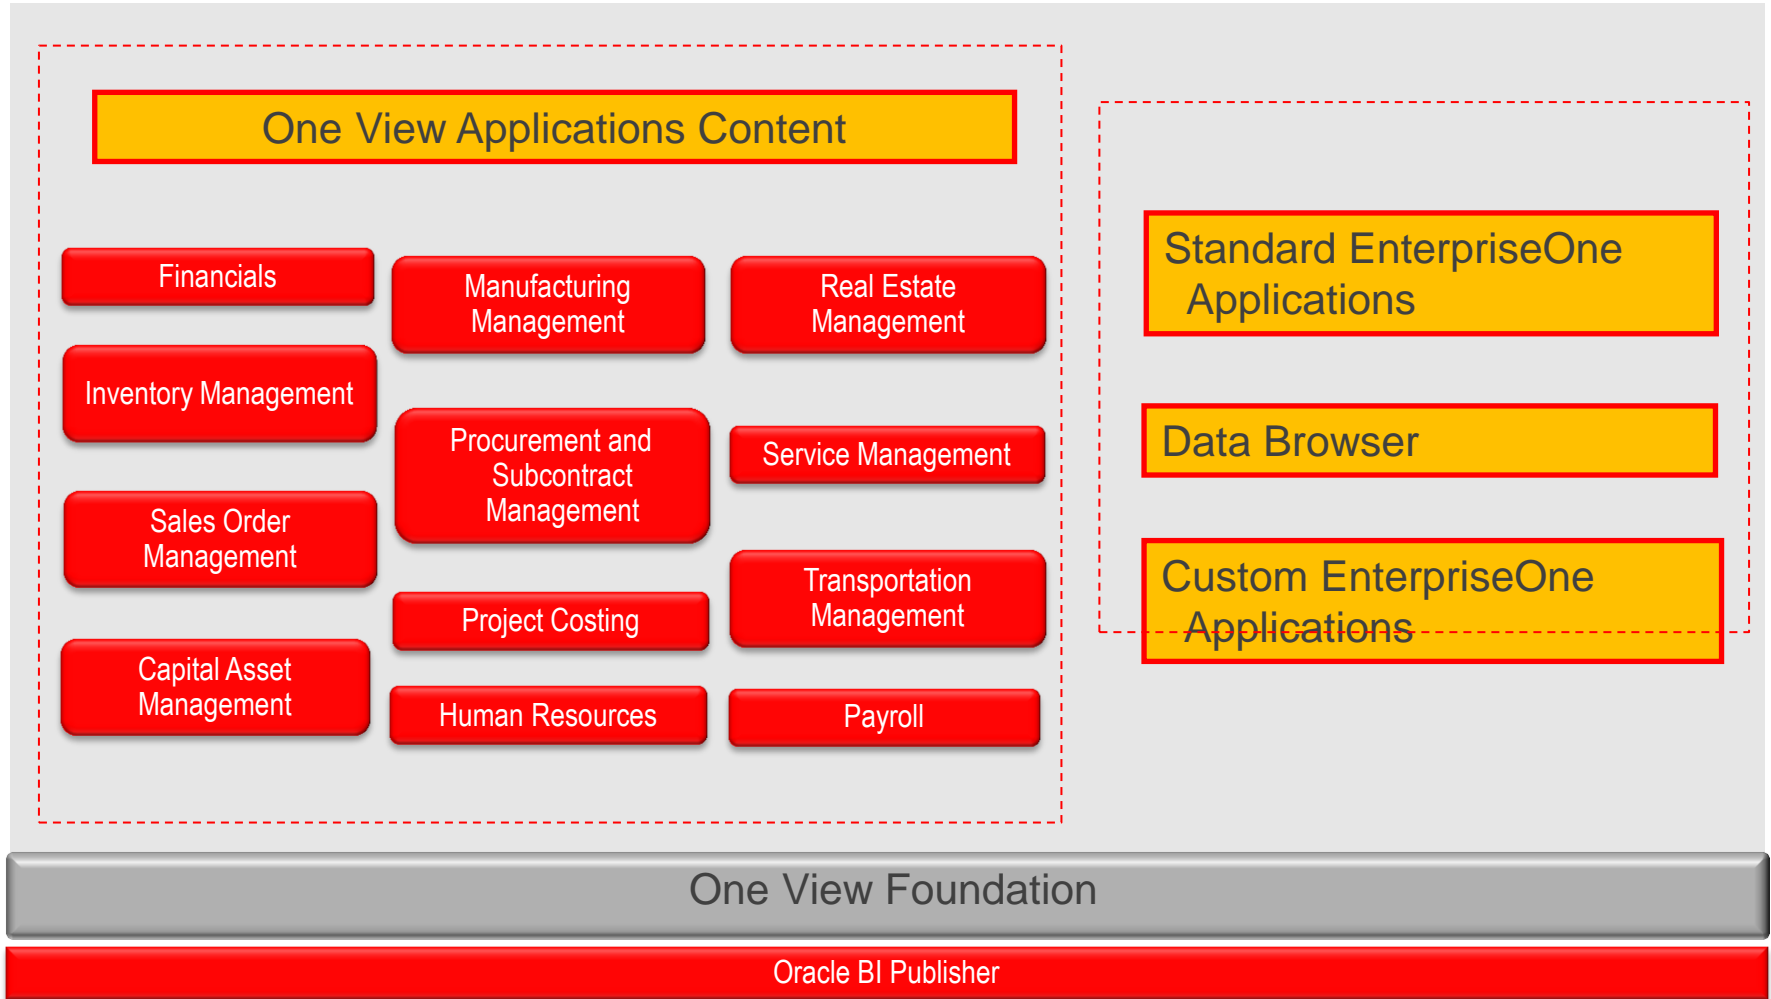 One View Applications Content
Financials
Inventory Management
Sales Order
Management
Capital Asset
Management
Manufacturing
Management
Procurement and
Subcontract
Management
Project Costing
Human Resources
Real Estate
Management
Service Management
Transportation
Management
Payroll
Standard EnterpriseOne
Applications
Data Browser
Custom EnterpriseOne
Applications
One View Foundation
Oracle BI Publisher